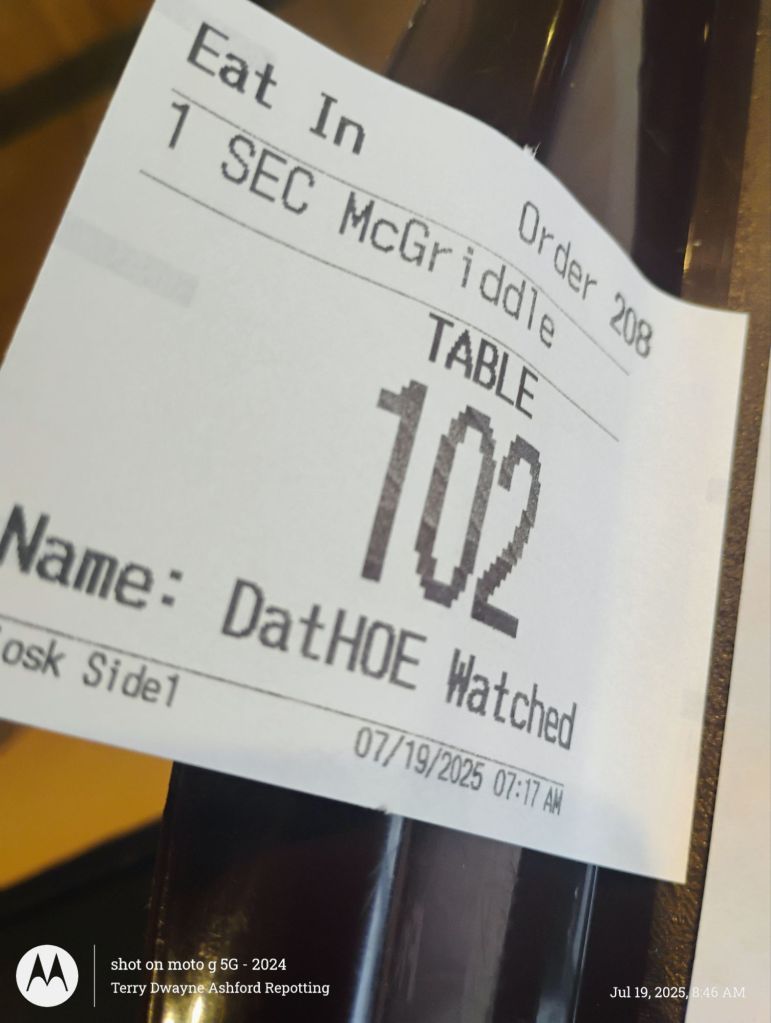 Eat In
Order 208
1 SEC McGriddle
TABLE
102
Name: DatHOE Watched
iosk Side1
07/19/2025 07:17 AM
shot on moto g 5G - 2024
Terry Dwayne Ashford Repotting
Jul 19, 2025, 8:46 AM